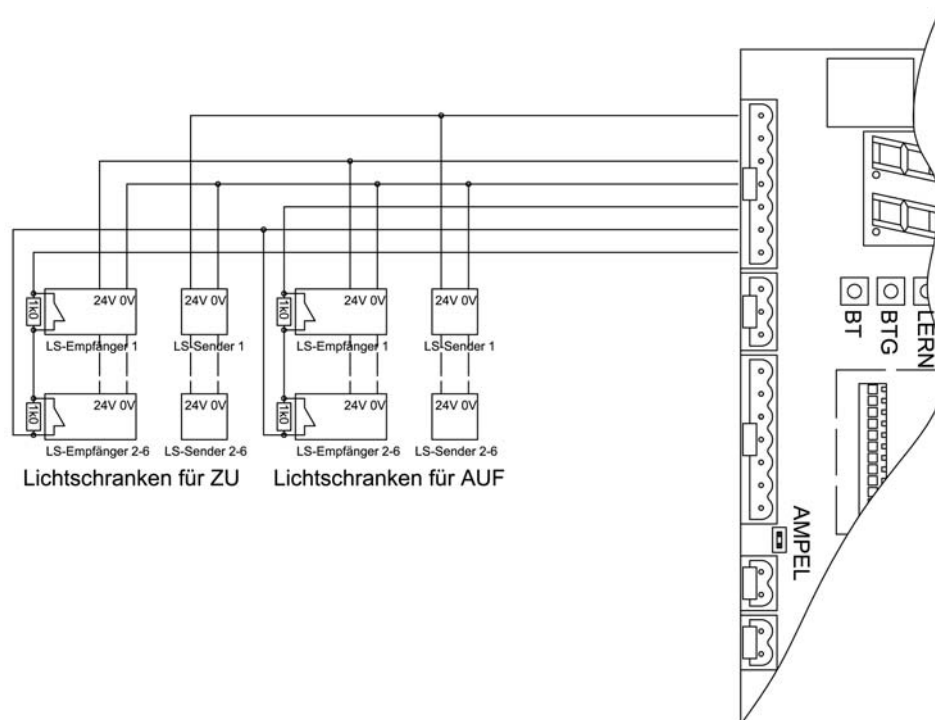 24V 0V
24V 0V
24V 0V
24V 0V
1k0
1k0
LS-Empfänger 1
LS-Sender 1
LS-Empfänger 1
LS-Sender 1
24V 0V
24V 0V
24V 0V
24V 0V
1k0
1k0
LS-Empfänger 2-6
LS-Sender 2-6
LS-Empfänger 2-6
LS-Sender 2-6
Lichtschranken für ZU
Lichtschranken für AUF
BT
BTG
LERN
AMPEL